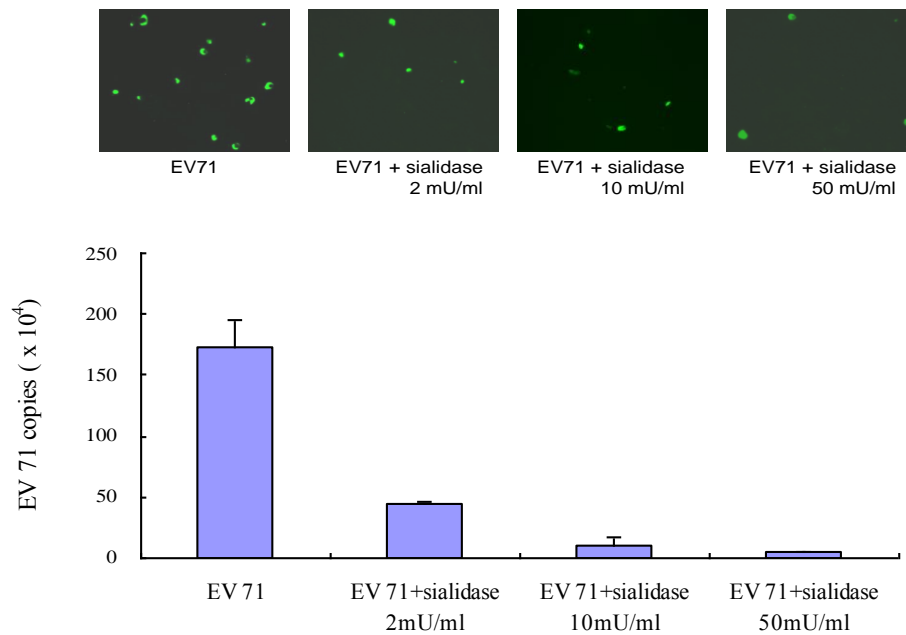 EV71
EV71 + sialidase
2 mU/ml
EV71 + sialidase
10 mU/ml
EV71 + sialidase
50 mU/ml
EV 71 copies ( x 10⁴)
250
200
150
100
50
0
EV 71
EV 71+sialidase
2mU/ml
EV 71+sialidase
10mU/ml
EV 71+sialidase
50mU/ml